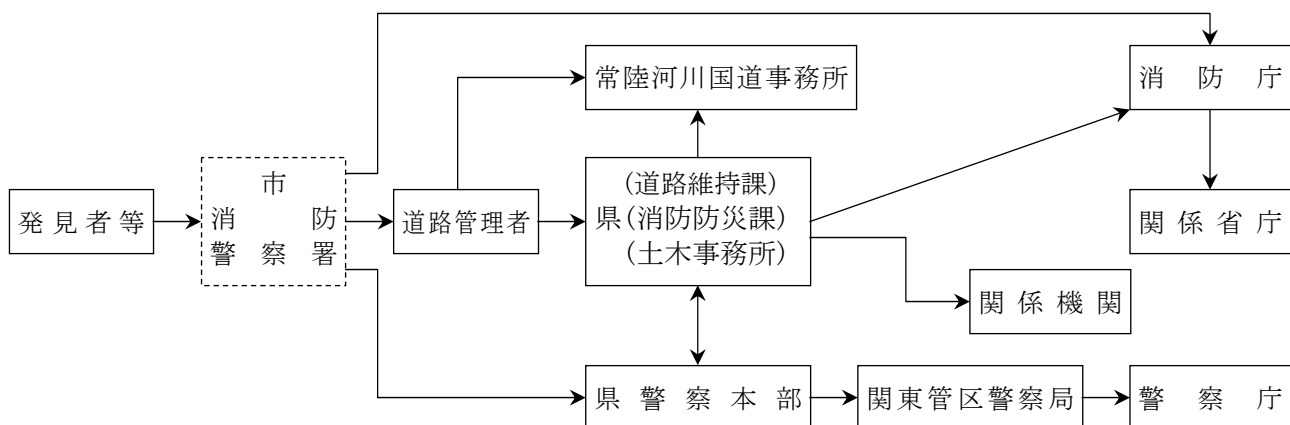 常陸河川国道事務所
消防庁
発見者等
市
消防
警察署
道路管理者
(道路維持課)
県(消防防災課)
(土木事務所)
関係省庁
関係機関
県警察本部
関東管区警察局
警察庁